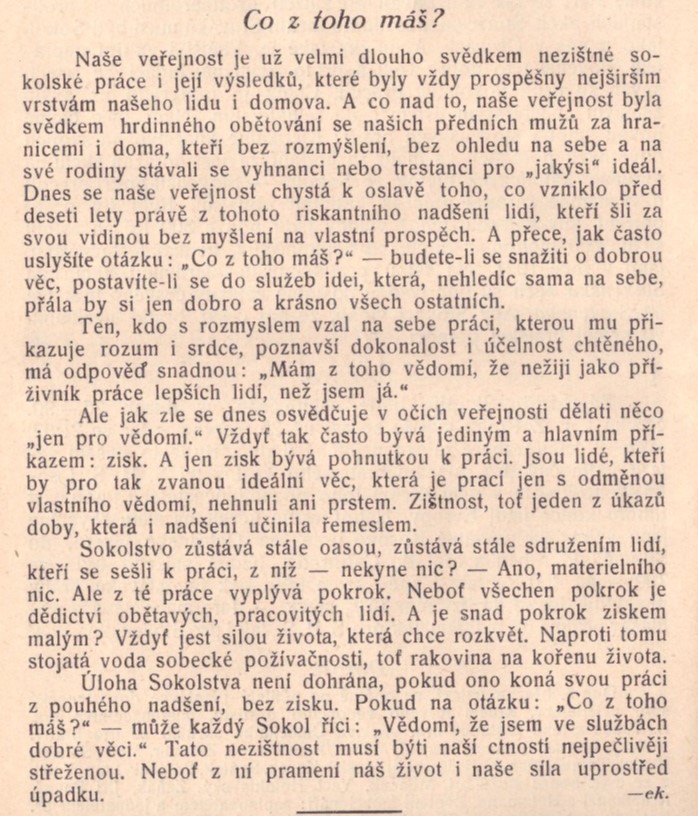 Co z toho máš?
Naše veřejnost je už velmi dlouho svědkem nezištné so-
kolské práce i její výsledků, které byly vždy prospěšny nejširším
vrstvám našeho lidu i domova. A co nad to, naše veřejnost byla
svědkem hrdinného obětování se našich předních mužů za hra-
nicemi i doma, kteří bez rozmýšlení, bez ohledu na sebe a na
své rodiny stávali se vyhnanci nebo trestanci pro „jakýsi“ ideál.
Dnes se naše veřejnost chystá k oslavě toho, co vzniklo před
deseti lety právě z tohoto riskantního nadšení lidí, kteří šli za
svou vidinou bez myšlení na vlastní prospěch. A přece, jak často
uslyšíte otázku: „Co z toho máš?“ — budete-li se snažiti o dobrou
věc, postavíte-li se do služeb idei, která, nehledíc sama na sebe,
přála by si jen dobro a krásno všech ostatních.
Ten, kdo s rozmyslem vzal na sebe práci, kterou mu při-
kazuje rozum i srdce, poznavší dokonalost i účelnost chtěného,
má odpověď snadnou: „Mám z toho vědomí, že nežiji jako pří-
živník práce lepších lidí, než jsem já.“
Ale jak zle se dnes osvědčuje v očích veřejnosti dělati něco
„jen pro vědomí.“ Vždyť tak často bývá jediným a hlavním pří-
kazem: zisk. A jen zisk bývá pohnutkou k práci. Jsou lidé, kteří
by pro tak zvanou ideální věc, která je prací jen s odměnou
vlastního vědomí, nehnuli ani prstem. Zištnost, toť jeden z úkazů
doby, která i nadšení učinila řemeslem.
Sokolstvo zůstává stále oasou, zůstává stále sdružením lidí,
kteří se sešli k práci, z níž — nekyne nic? — Ano, materielního
nic. Ale z té práce vyplývá pokrok. Neboť všechen pokrok je
dědictví obětavých, pracovitých lidí. A je snad pokrok ziskem
malým? Vždyť jest silou života, která chce rozkvět. Naproti tomu
stojatá voda sobecké požívačnosti, toť rakovina na kořenu života.
Úloha Sokolstva není dohrána, pokud ono koná svou práci
z pouhého nadšení, bez zisku. Pokud na otázku: „Co z toho
máš?“ — může každý Sokol říci: „Vědomí, že jsem ve službách
dobré věci.“ Tato nezištnost musí býti naší ctností nejpečlivěji
střeženou. Neboť z ní pramení náš život i naše síla uprostřed
úpadku. —ek.